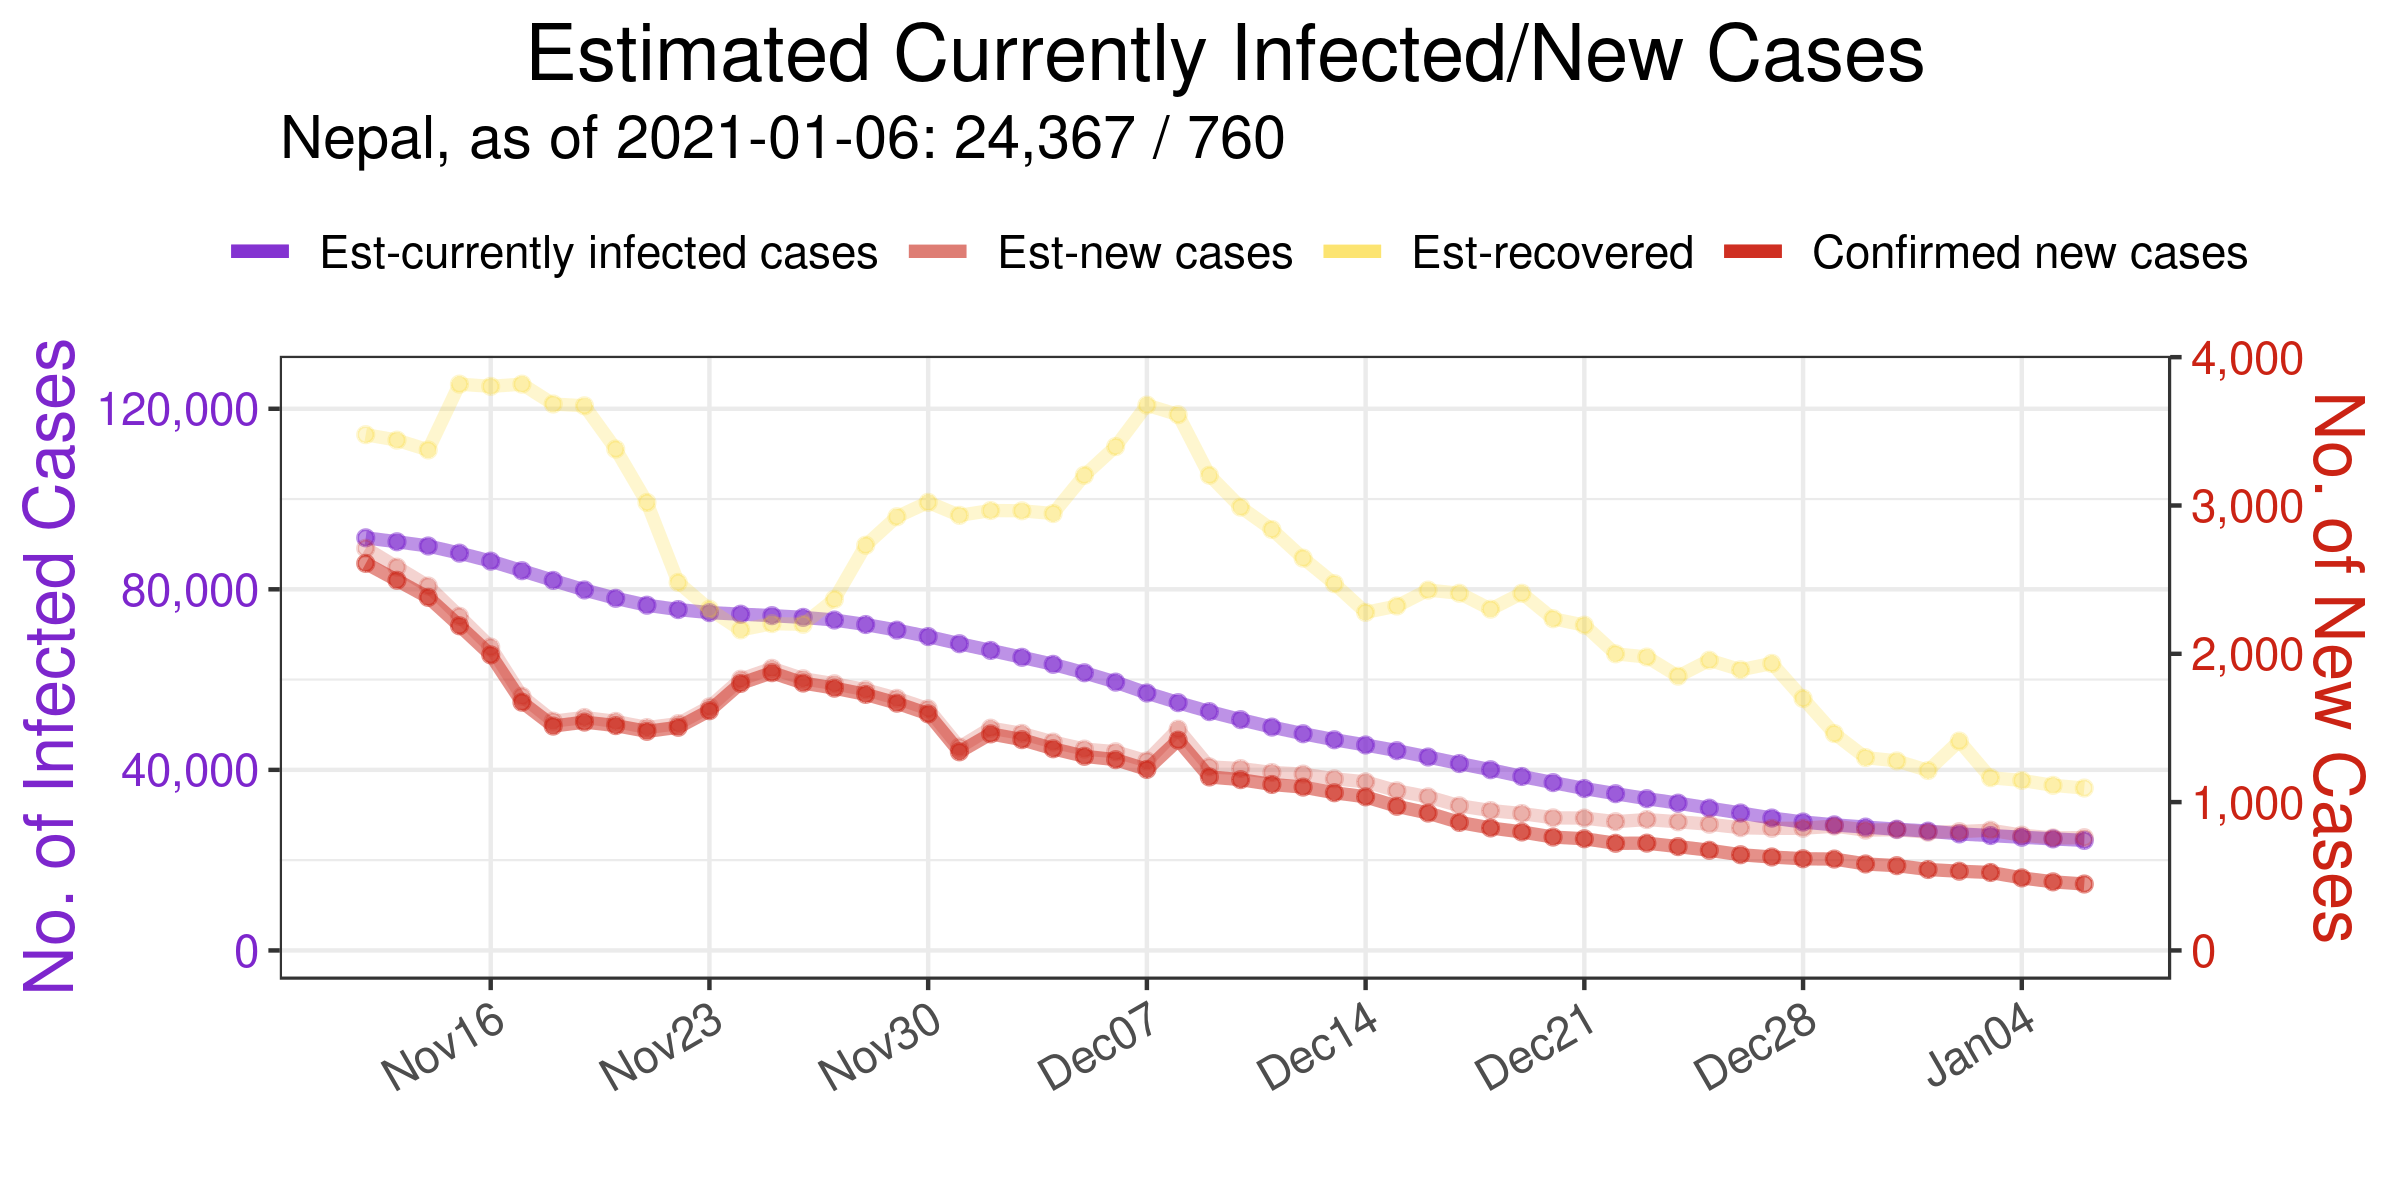 Estimated Currently Infected/New Cases
Nepal, as of 2021-01-06: 24,367 / 760
Est-currently infected cases Est-new cases Est-recovered Confirmed new cases
No. of Infected Cases
120,000
80,000
40,000
0
4,000
3,000
2,000
1,000
0
No. of New Cases
Nov16 Nov23 Nov30 Dec07 Dec14 Dec21 Dec28 Jan04